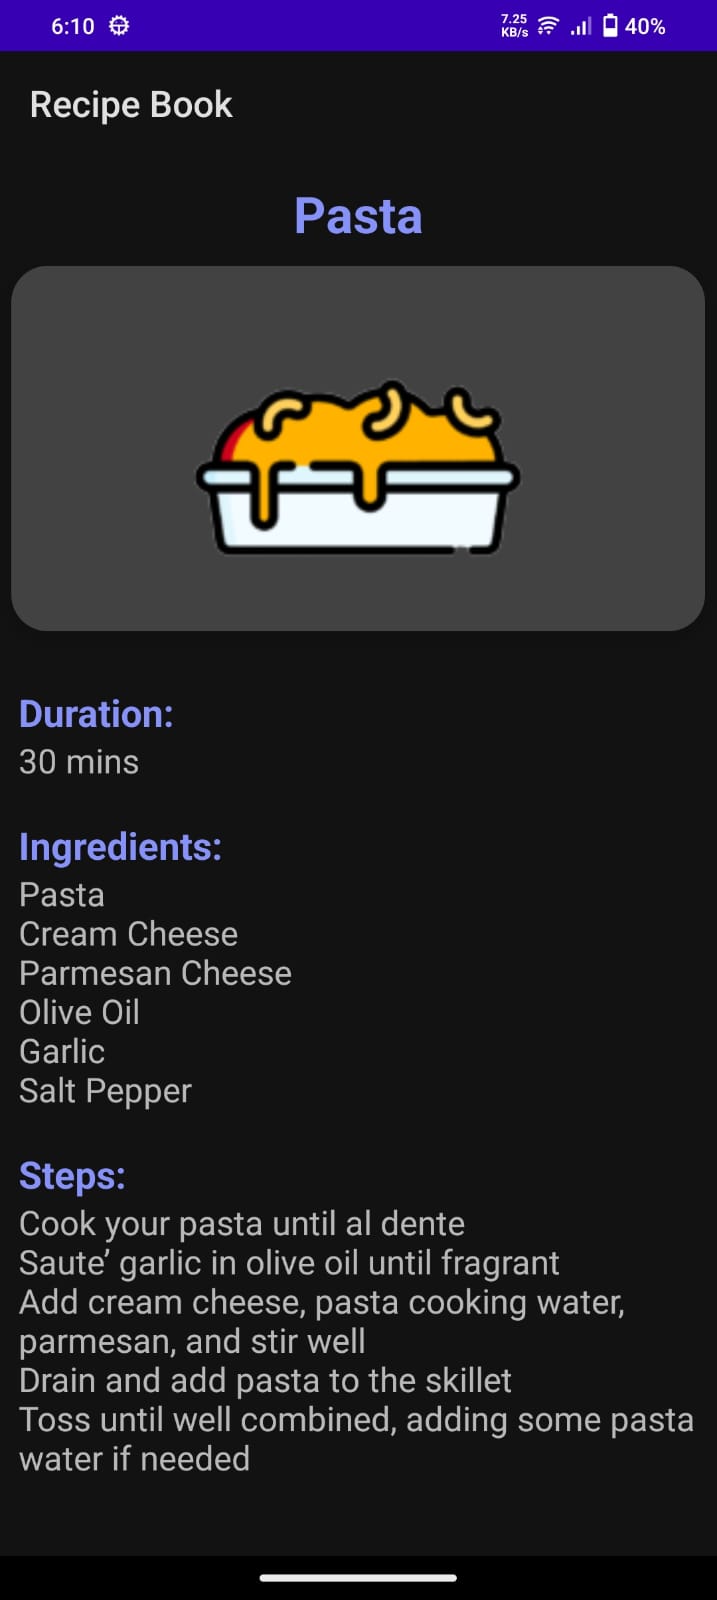 6:10
7.25
KB/s
40%
Recipe Book
Pasta
Duration:
30 mins
Ingredients:
Pasta
Cream Cheese
Parmesan Cheese
Olive Oil
Garlic
Salt Pepper
Steps:
Cook your pasta until al dente
Saute’ garlic in olive oil until fragrant
Add cream cheese, pasta cooking water,
parmesan, and stir well
Drain and add pasta to the skillet
Toss until well combined, adding some pasta
water if needed